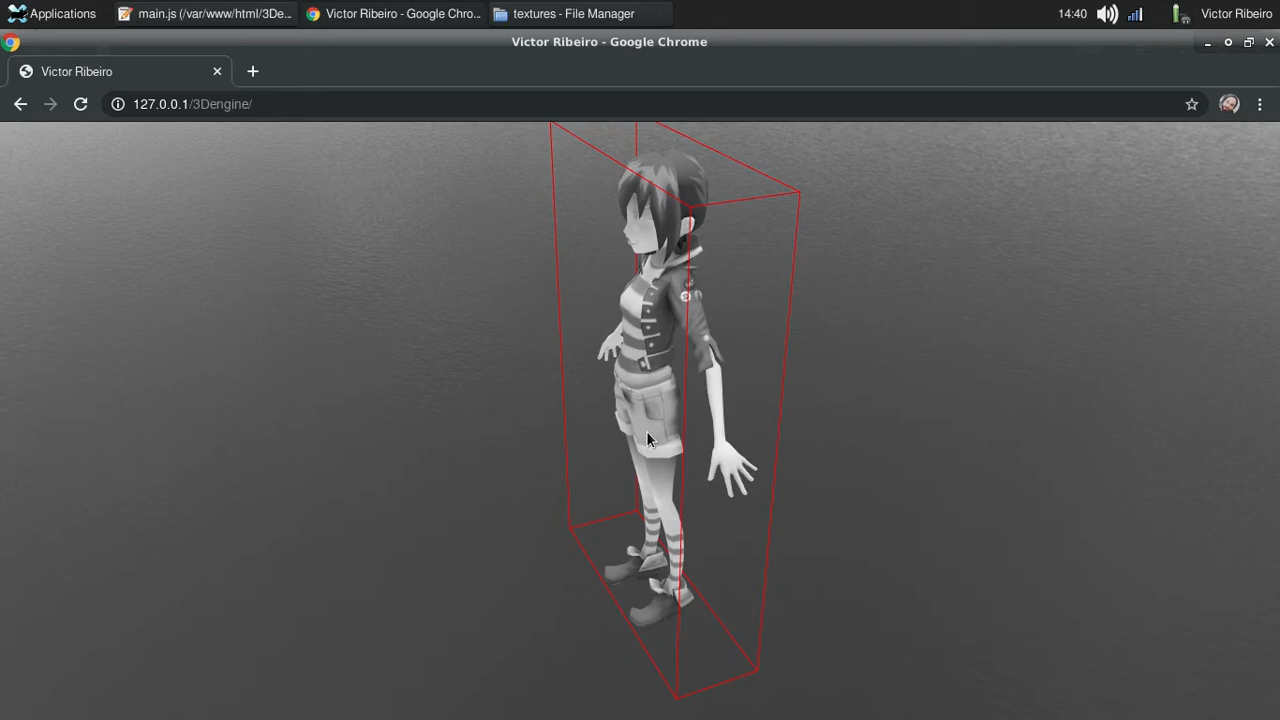 Applications
main.js (/var/www/html/3De...
Victor Ribeiro - Google Chro...
textures - File Manager
14:40
Victor Ribeiro
Victor Ribeiro - Google Chrome
Victor Ribeiro
127.0.0.1/3Dengine/